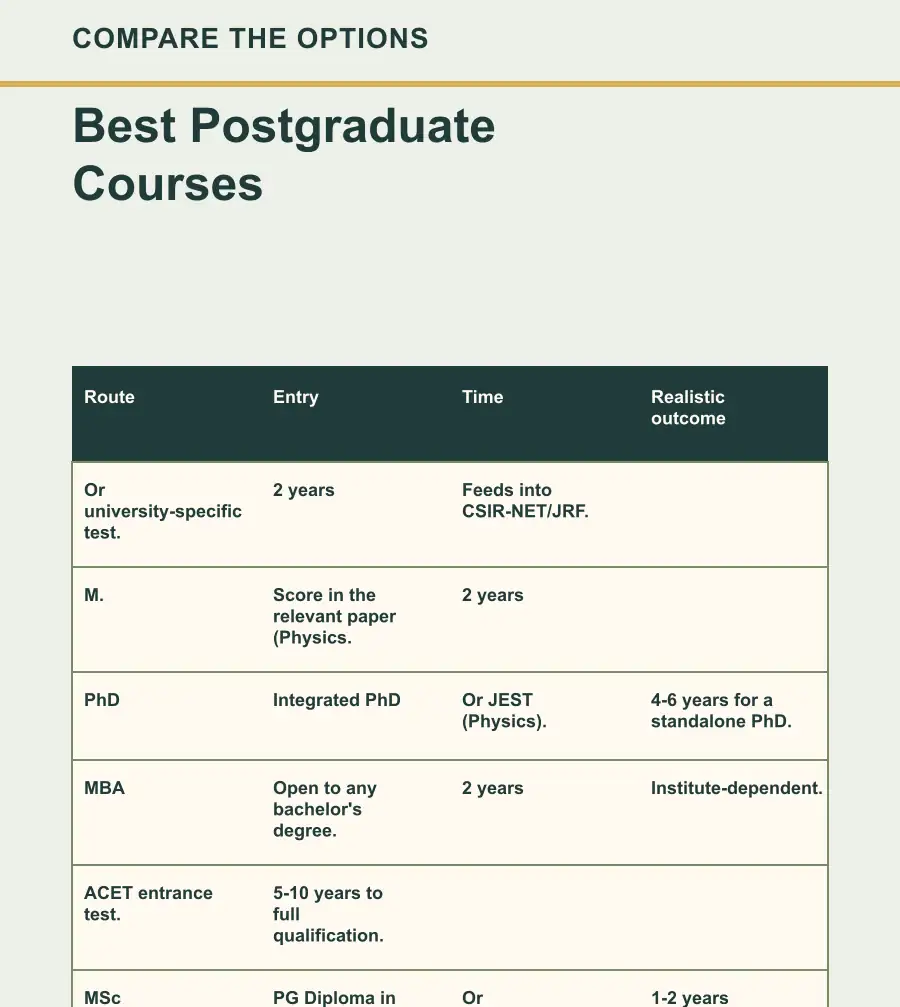 COMPARE THE OPTIONS
Best Postgraduate
Courses
Route Entry Time Realistic
outcome
Or 2 years Feeds into
university-specific CSIR-NET/JRF.
test.
M. Score in the 2 years
relevant paper
(Physics.
PhD Integrated PhD Or JEST 4-6 years for a
(Physics). standalone PhD.
MBA Open to any 2 years Institute-dependent.
bachelor's
degree.
ACET entrance 5-10 years to
test. full
qualification.
MSc PG Diploma in Or 1-2 years